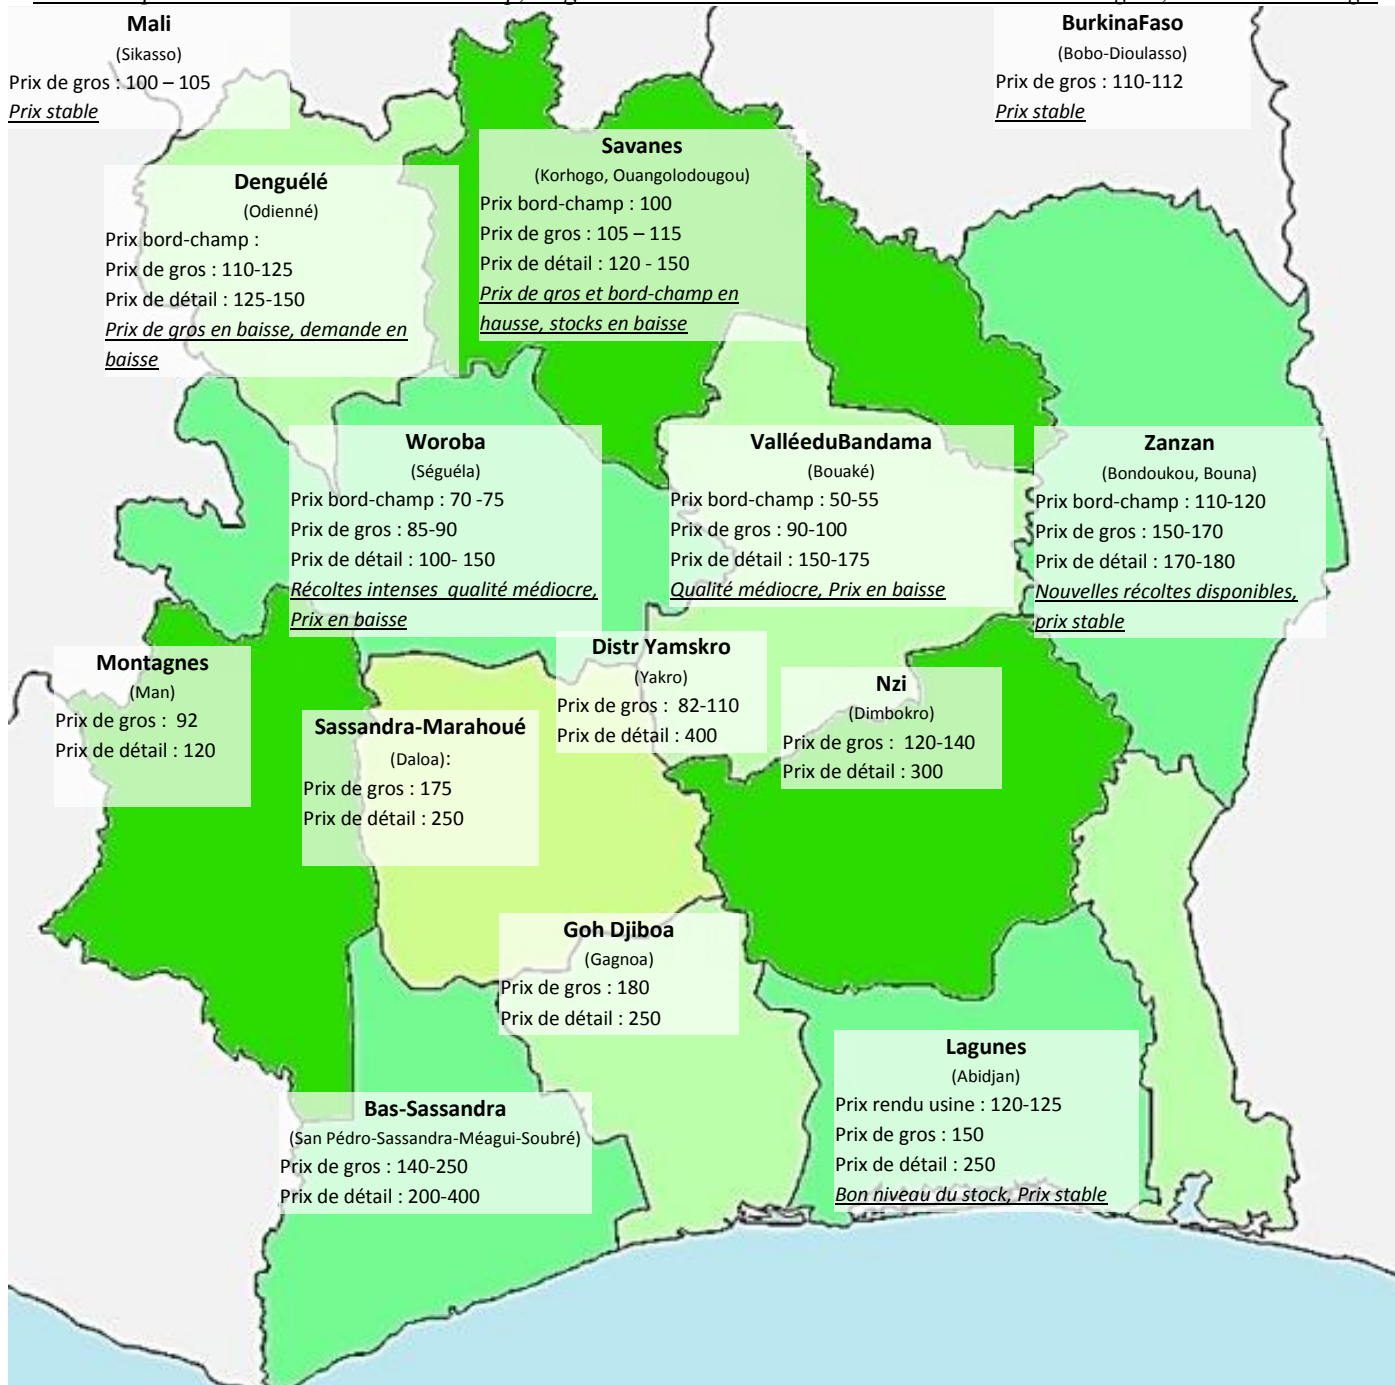 Mali
(Sikasso)
Prix de gros : 100 – 105
Prix stable
BurkinaFaso
(Bobo-Dioulasso)
Prix de gros : 110-112
Prix stable
Savanes
(Korhogo, Ouangolodougou)
Prix bord-champ : 100
Prix de gros : 105 – 115
Prix de détail : 120 - 150
Prix de gros et bord-champ en
hausse, stocks en baisse
Denguélé
(Odienné)
Prix bord-champ :
Prix de gros : 110-125
Prix de détail : 125-150
Prix de gros en baisse, demande en
baisse
Woroba
(Séguéla)
Prix bord-champ : 70 -75
Prix de gros : 85-90
Prix de détail : 100- 150
Récoltes intenses qualité médiocre,
Prix en baisse
ValléeduBandama
(Bouaké)
Prix bord-champ : 50-55
Prix de gros : 90-100
Prix de détail : 150-175
Qualité médiocre, Prix en baisse
Zanzan
(Bondoukou, Bouna)
Prix bord-champ : 110-120
Prix de gros : 150-170
Prix de détail : 170-180
Nouvelles récoltes disponibles,
prix stable
Montagnes
(Man)
Prix de gros : 92
Prix de détail : 120
Distr Yamskro
(Yakro)
Prix de gros : 82-110
Prix de détail : 400
Nzi
(Dimbokro)
Prix de gros : 120-140
Prix de détail : 300
Sassandra-Marahoué
(Daloa):
Prix de gros : 175
Prix de détail : 250
Goh Djiboa
(Gagnoa)
Prix de gros : 180
Prix de détail : 250
Lagunes
(Abidjan)
Prix rendu usine : 120-125
Prix de gros : 150
Prix de détail : 250
Bon niveau du stock, Prix stable
Bas-Sassandra
(San Pédro-Sassandra-Méagui-Soubré)
Prix de gros : 140-250
Prix de détail : 200-400